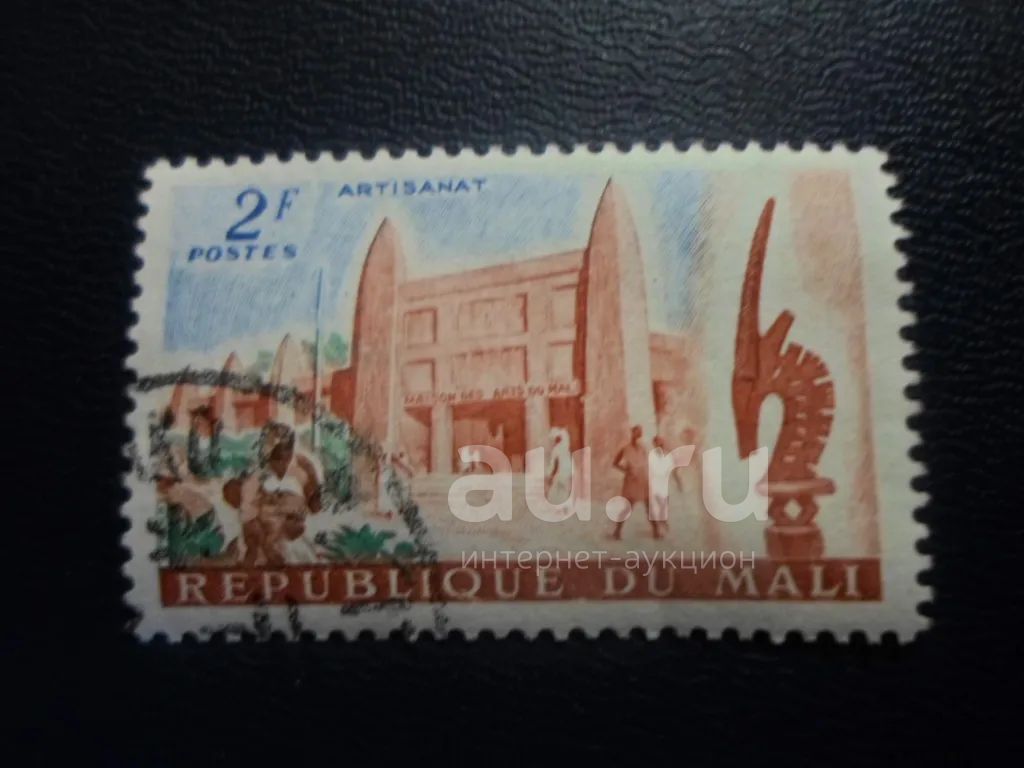 2F
ARTISANAT
POSTES
MAISON DES ARTS DU MALI
au.ru
интернет-аукцион
REPUBLIQUE DU MALI